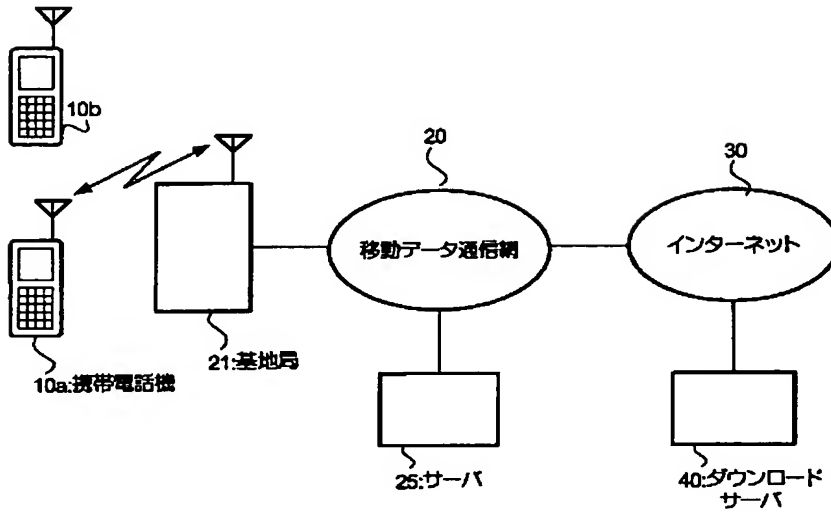 10b
20
30
移動データ通信網
インターネット
21:基地局
10a:携帯電話機
25:サーバ
40:ダウンロード
サーバ